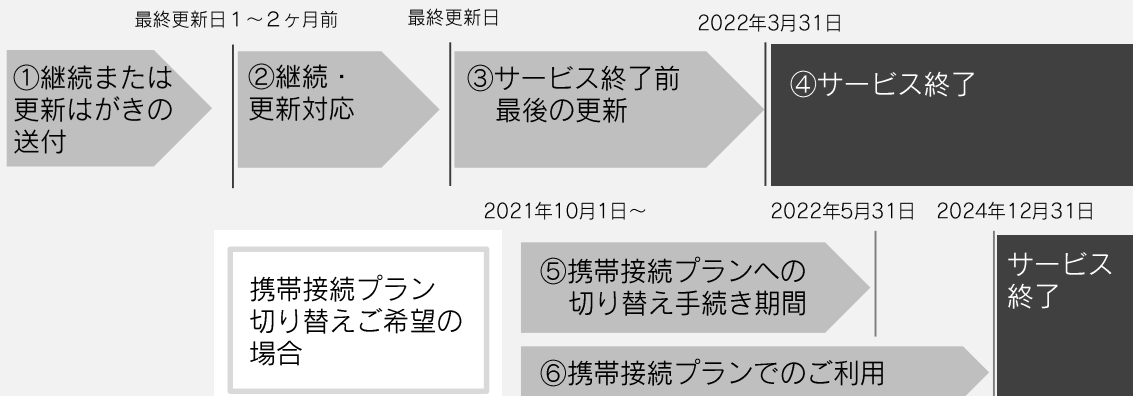 最終更新日1～2ヶ月前
最終更新日
2022年3月31日
①継続または
更新はがきの
送付
②継続・
更新対応
③サービス終了前
最後の更新
④サービス終了
2021年10月1日～
2022年5月31日
2024年12月31日
携帯接続プラン
切り替えご希望の
場合
⑤携帯接続プランへの
切り替え手続き期間
サービス
終了
⑥携帯接続プランでのご利用